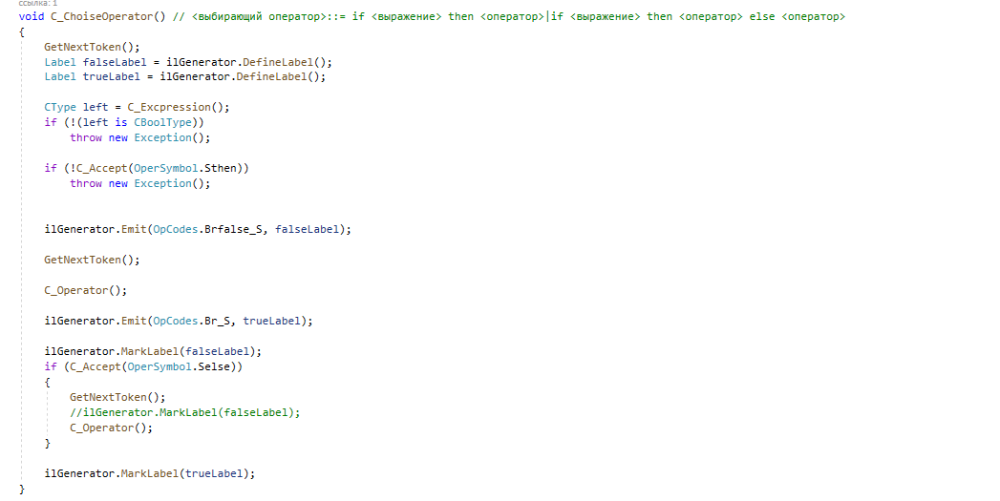 ссылка: 1
void C_ChoiseOperator() // <выбирающий оператор>::= if <выражение> then <оператор>|if <выражение> then <оператор> else <оператор>
{
GetNextToken();
Label falseLabel = ilGenerator.DefineLabel();
Label trueLabel = ilGenerator.DefineLabel();
CType left = C_Excpression();
if (!(left is CBoolType))
throw new Exception();
if (!C_Accept(OperSymbol.Sthen))
throw new Exception();
ilGenerator.Emit(OpCodes.Brfalse_S, falseLabel);
GetNextToken();
C_Operator();
ilGenerator.Emit(OpCodes.Br_S, trueLabel);
ilGenerator.MarkLabel(falseLabel);
if (C_Accept(OperSymbol.Selse))
{
GetNextToken();
//ilGenerator.MarkLabel(falseLabel);
C_Operator();
}
ilGenerator.MarkLabel(trueLabel);
}